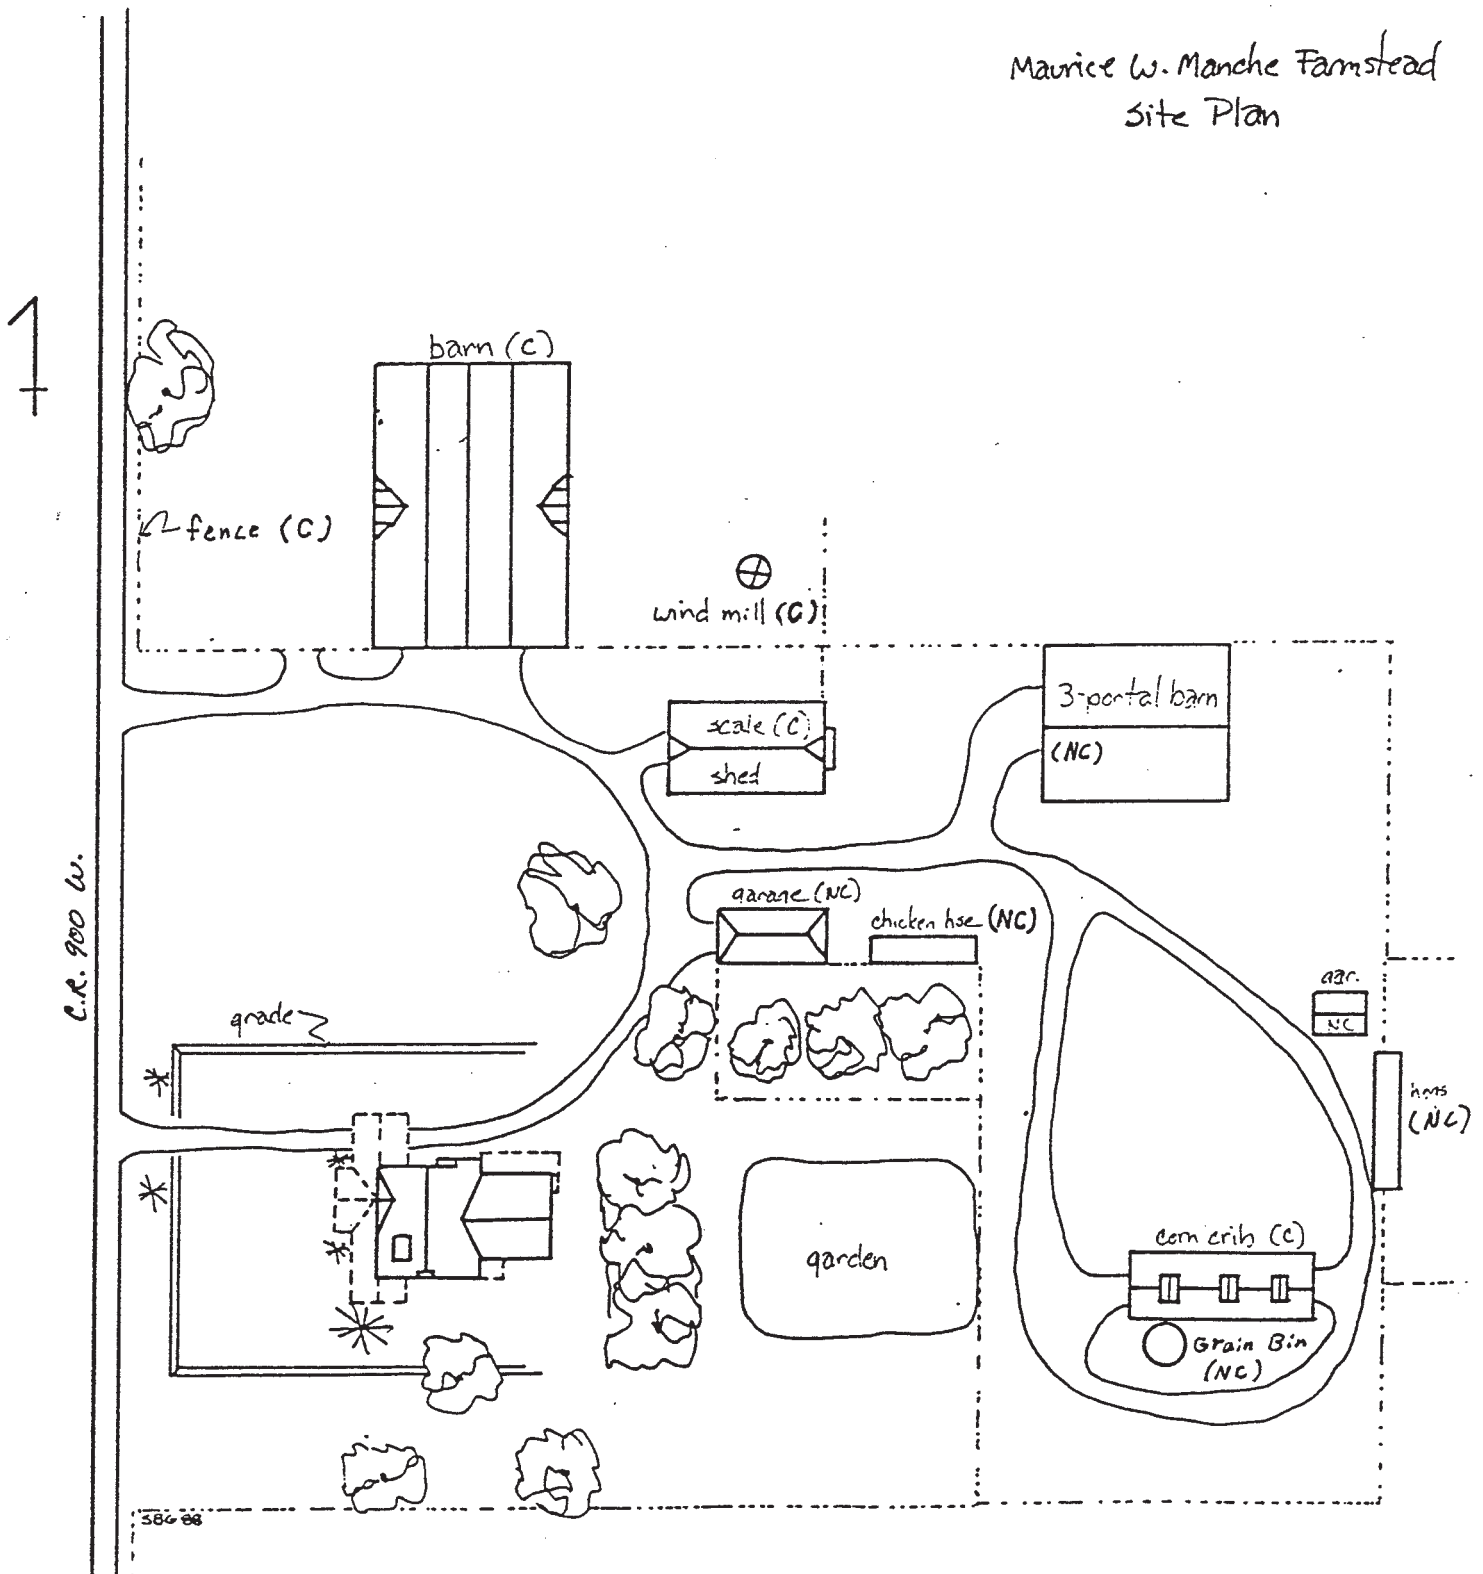 Maurice W. Manche Farmstead
Site Plan
barn (C)
fence (C)
wind mill (C)
scale (C)
shed
3-portal barn
(NC)
garage (NC)
chicken hse (NC)
C.R. 900 W.
grade
gar.
NC
(NC)
garden
corn crib (C)
Grain Bin
(NC)
SBG 88